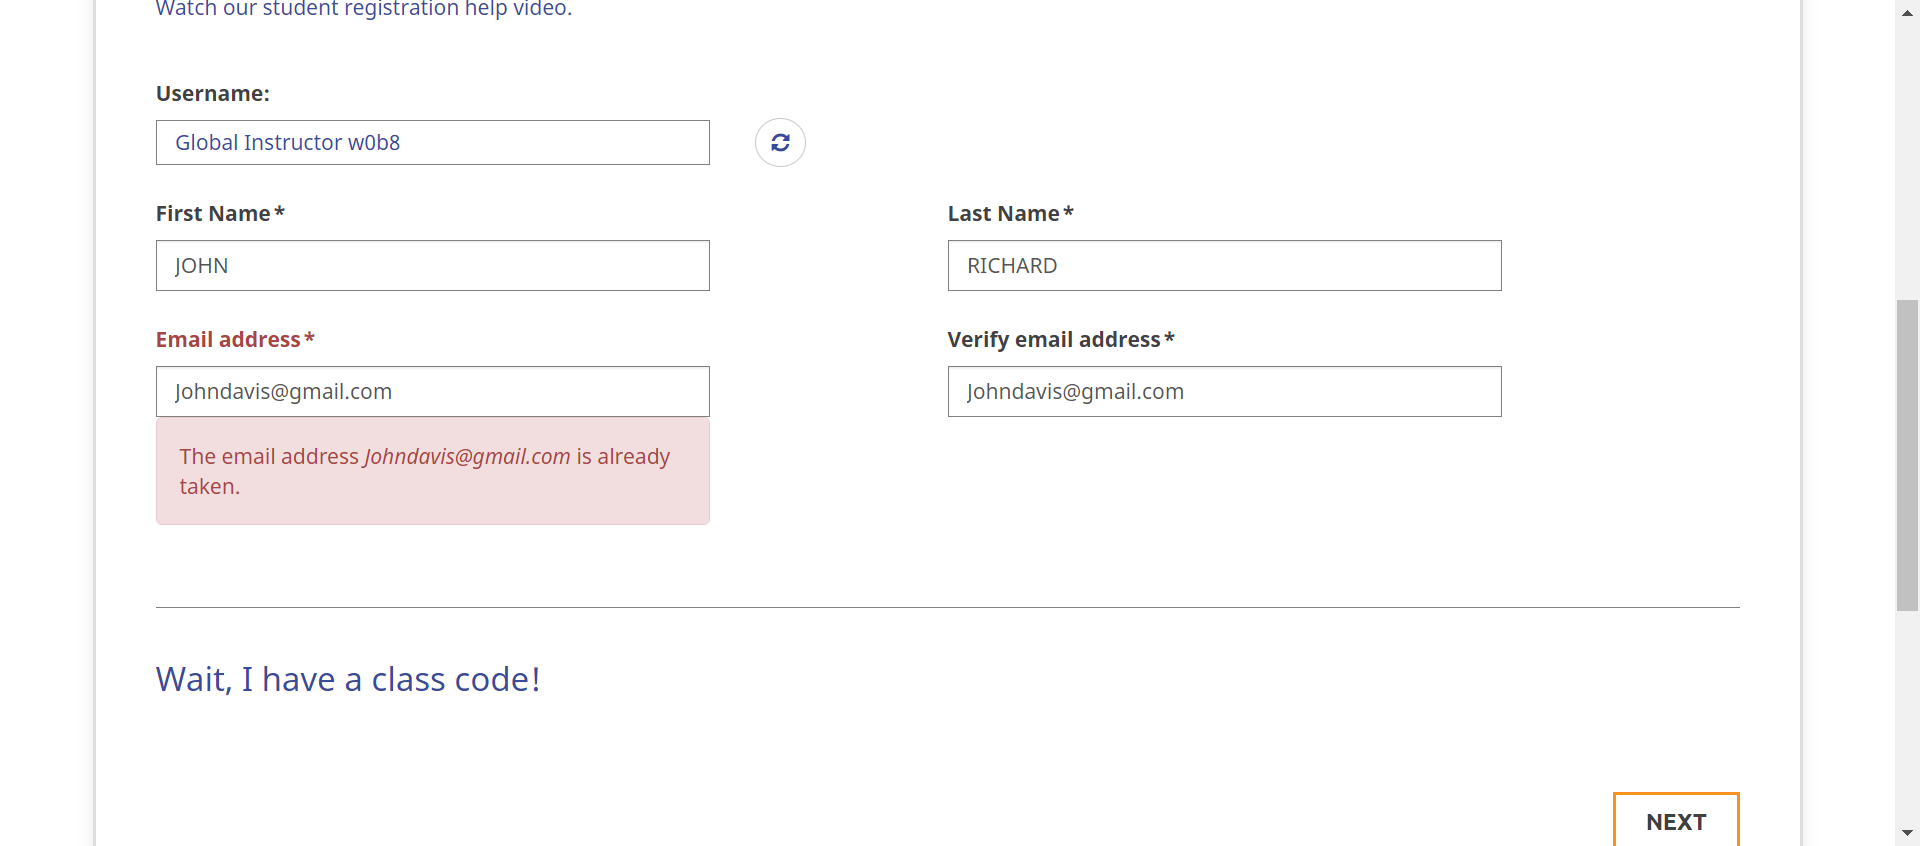 Watch our student registration help video.
Username:
Global Instructor w0b8
First Name*
Last Name*
JOHN
RICHARD
Email address*
Verify email address*
Johndavis@gmail.com
Johndavis@gmail.com
The email address Johndavis@gmail.com is already
taken.
Wait, I have a class code!
NEXT